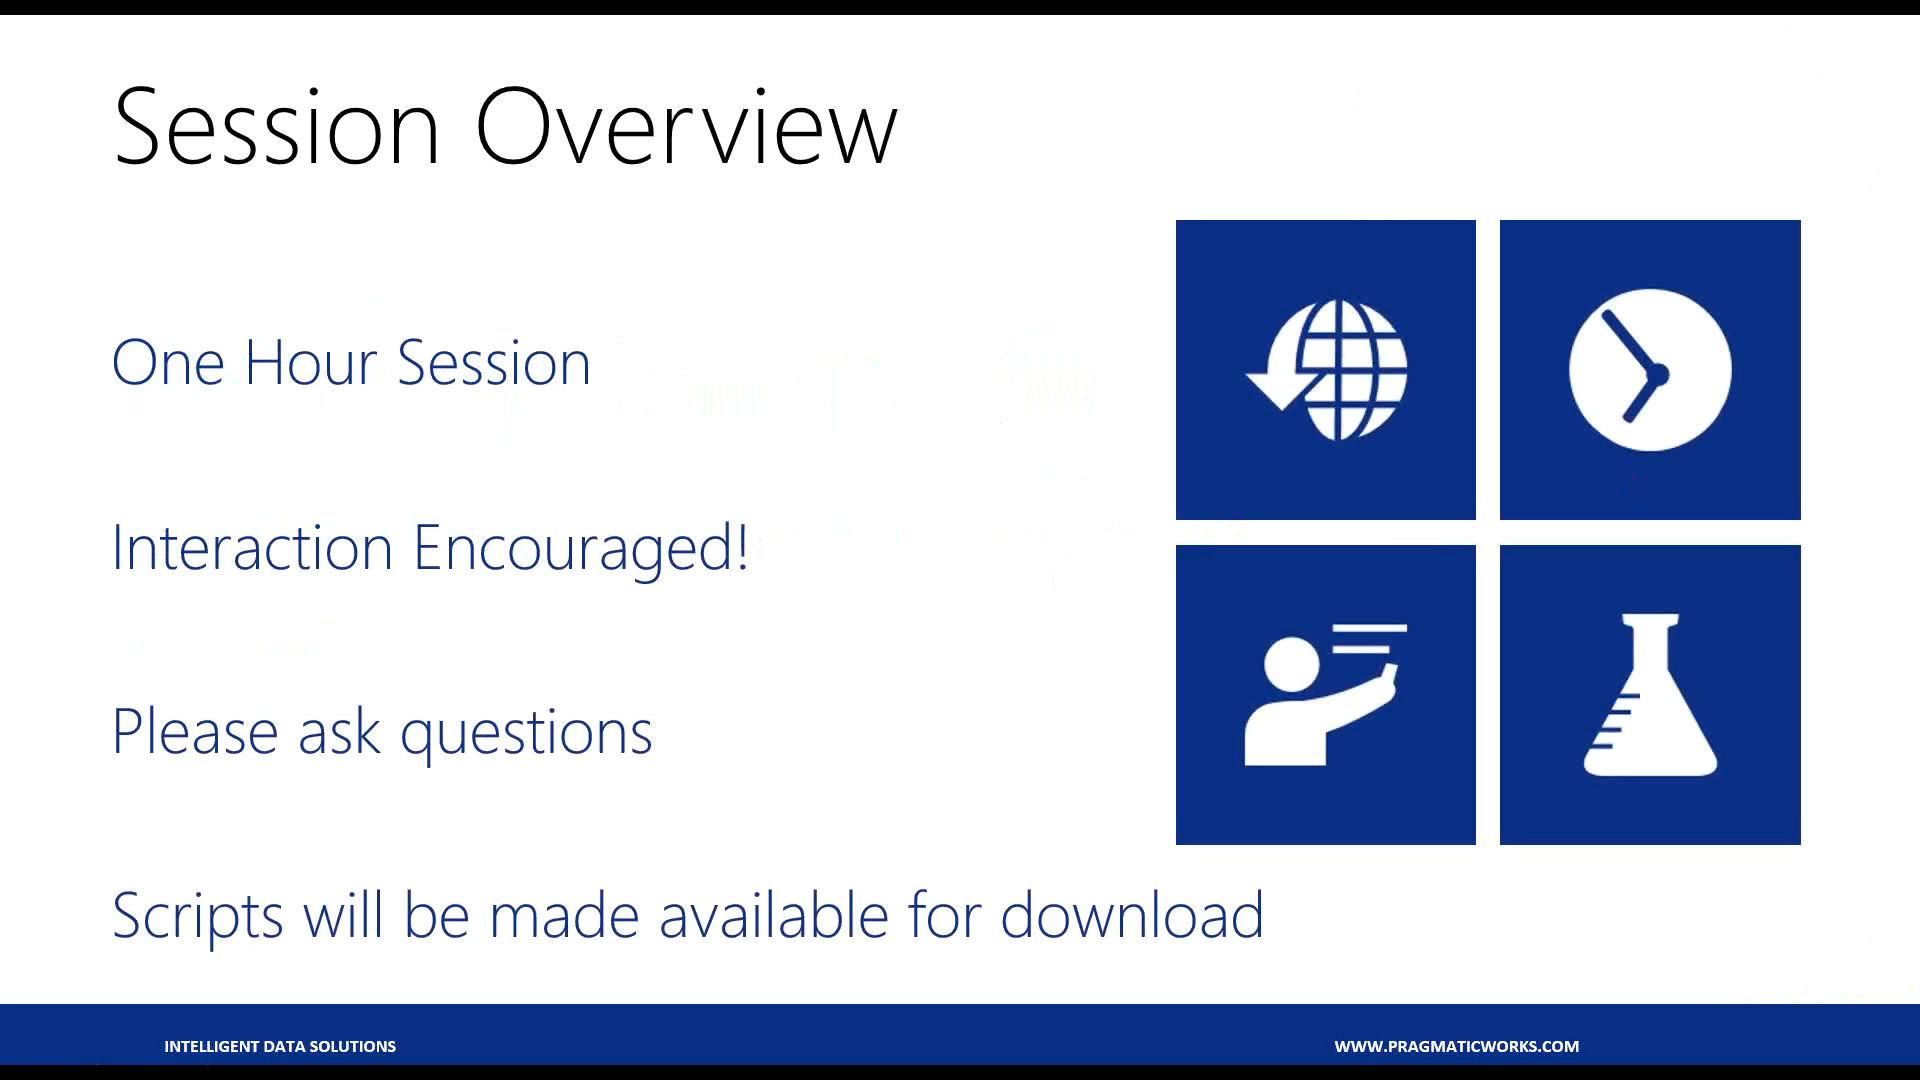 Session Overview
One Hour Session
Interaction Encouraged!
Please ask questions
Scripts will be made available for download
INTELLIGENT DATA SOLUTIONS
WWW.PRAGMATICWORKS.COM